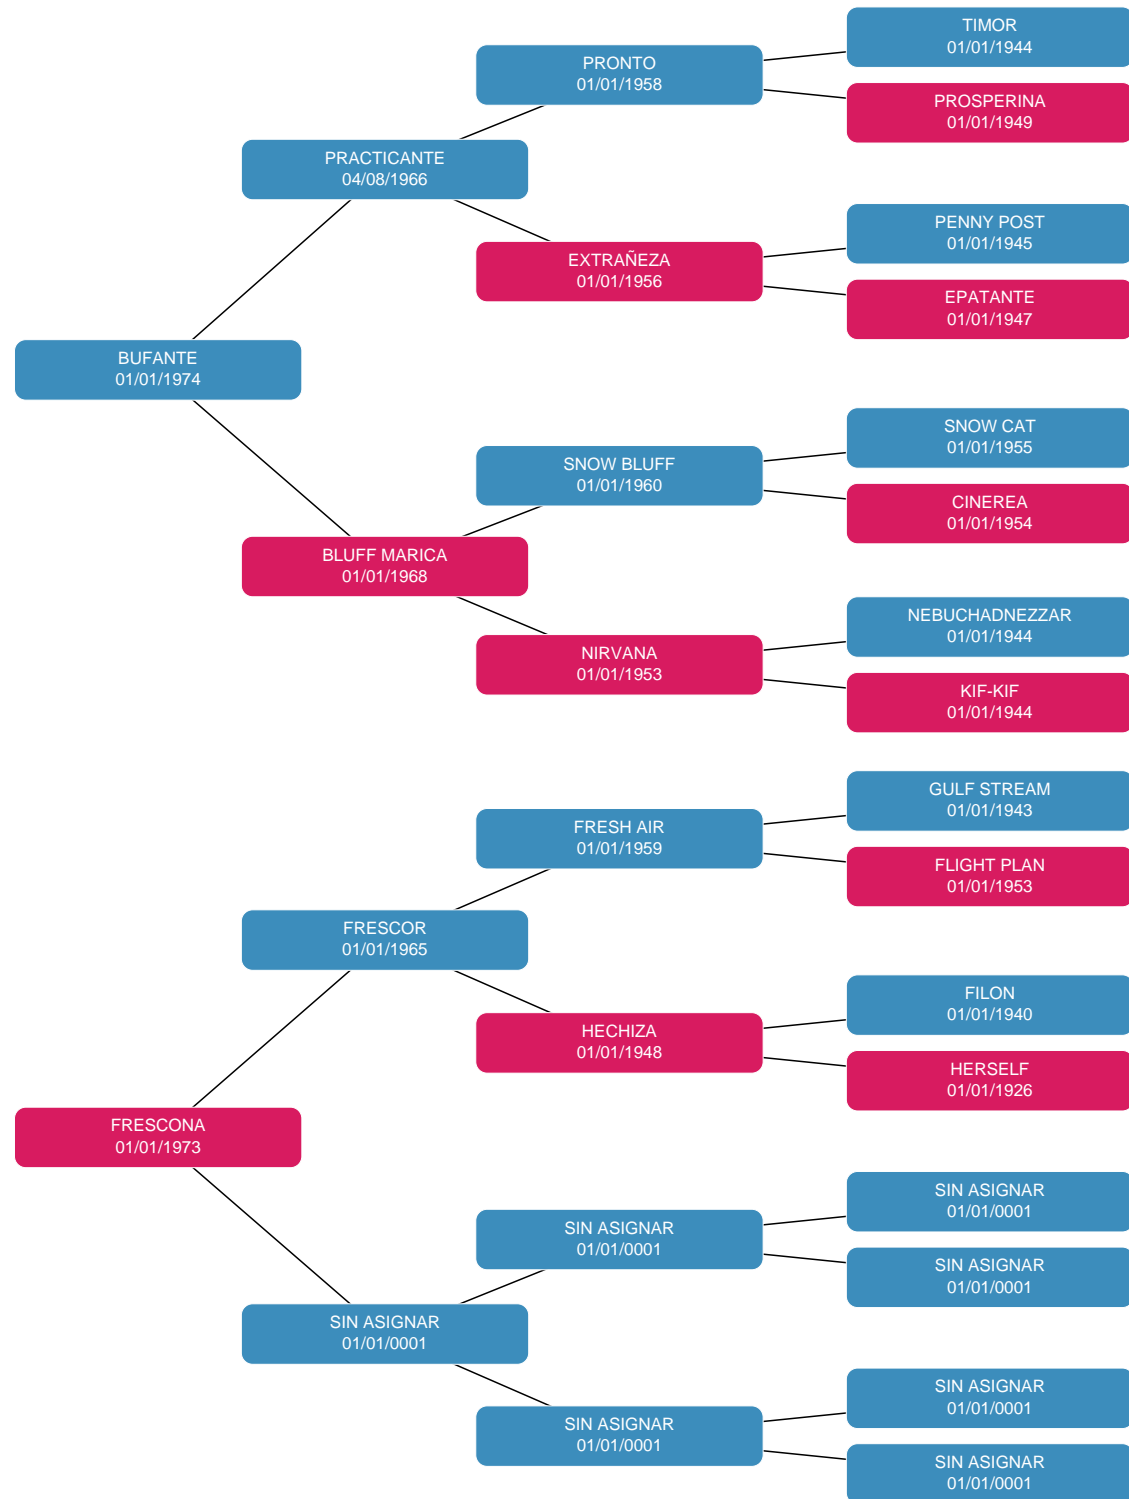 TIMOR
01/01/1944
PRONTO
01/01/1958
PROSPERINA
01/01/1949
PRACTICANTE
04/08/1966
PENNY POST
01/01/1945
EXTRAÑEZA
01/01/1956
EPATANTE
01/01/1947
BUFANTE
01/01/1974
SNOW CAT
01/01/1955
SNOW BLUFF
01/01/1960
CINEREA
01/01/1954
BLUFF MARICA
01/01/1968
NEBUCHADNEZZAR
01/01/1944
NIRVANA
01/01/1953
KIF-KIF
01/01/1944
GULF STREAM
01/01/1943
FRESH AIR
01/01/1959
FLIGHT PLAN
01/01/1953
FRESCOR
01/01/1965
FILON
01/01/1940
HECHIZA
01/01/1948
HERSELF
01/01/1926
FRESCONA
01/01/1973
SIN ASIGNAR
01/01/0001
SIN ASIGNAR
01/01/0001
SIN ASIGNAR
01/01/0001
SIN ASIGNAR
01/01/0001
SIN ASIGNAR
01/01/0001
SIN ASIGNAR
01/01/0001
SIN ASIGNAR
01/01/0001